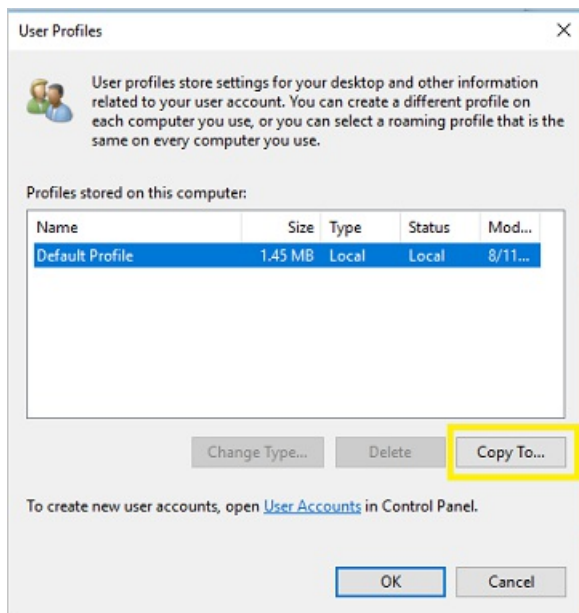 User Profiles
User profiles store settings for your desktop and other information
related to your user account. You can create a different profile on
each computer you use, or you can select a roaming profile that is the
same on every computer you use.
Profiles stored on this computer:
Name Size Type Status Mod...
Default Profile 1.45 MB Local Local 8/11...
Change Type... Delete Copy To...
To create new user accounts, open User Accounts in Control Panel.
OK Cancel